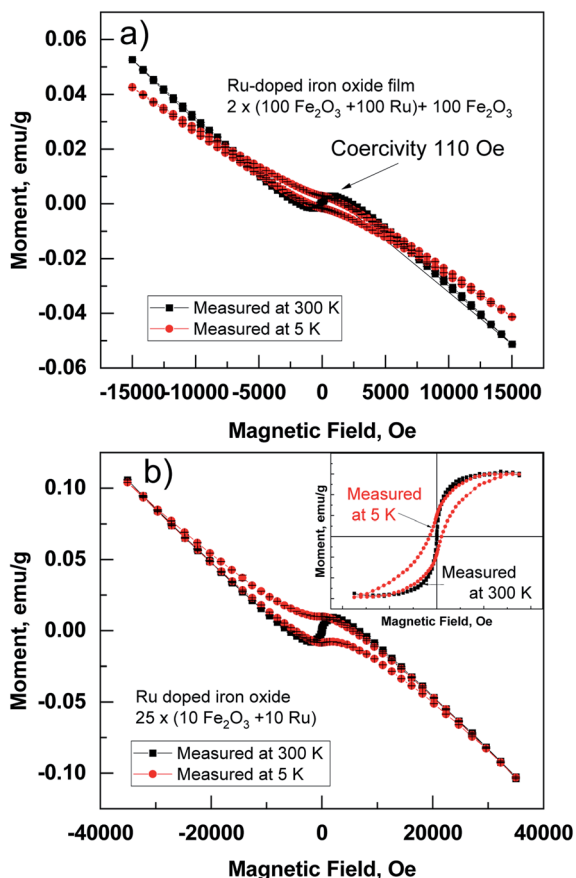 a)
0.06
0.04
0.02
0.00
-0.02
-0.04
-0.06
Moment, emu/g
Ru-doped iron oxide film
2 x (100 Fe₂O₃ +100 Ru)+ 100 Fe₂O₃
Coercivity 110 Oe
Measured at 300 K
Measured at 5 K
-15000 -10000 -5000 0 5000 10000 15000
Magnetic Field, Oe
b)
0.10
0.05
0.00
-0.05
-0.10
Moment, emu/g
Moment, emu/g
Measured
at 5 K
Measured
at 300 K
Magnetic Field, Oe
Ru doped iron oxide
25 x (10 Fe₂O₃ +10 Ru)
Measured at 300 K
Measured at 5 K
-40000 -20000 0 20000 40000
Magnetic Field, Oe